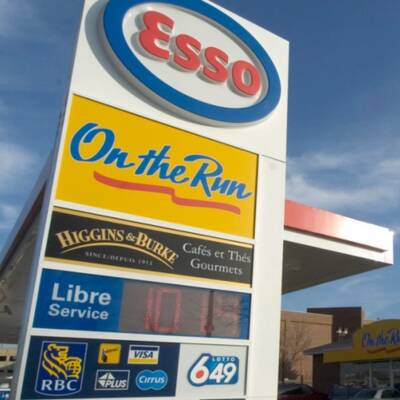 Esso
On the Run
HIGGINS & BURKE
SINCE/DEPUIS 1912
Cafés et Thés
Gourmets
Libre
Service
RBC
VISA
PLUS
Cirrus
LOTTO
649
On the Run